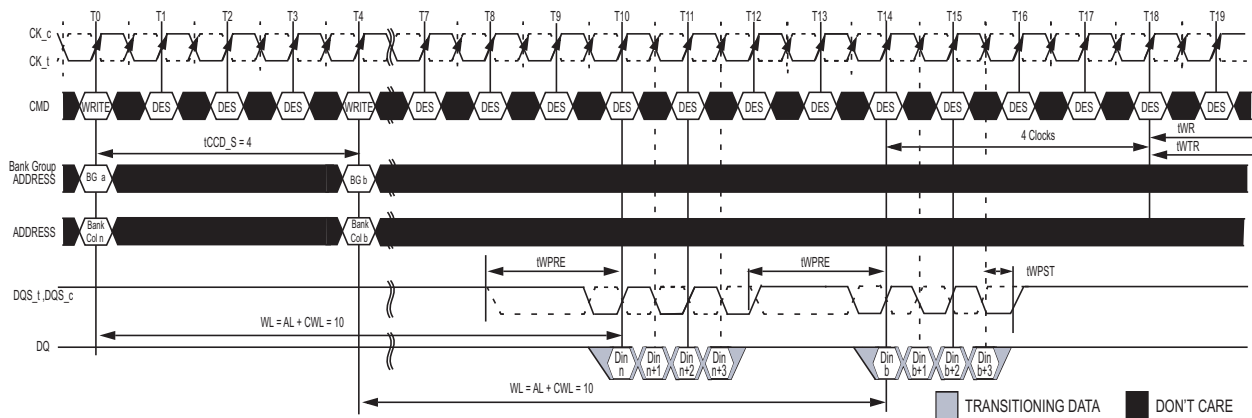 T0 T1 T2 T3 T4 T7 T8 T9 T10 T11 T12 T13 T14 T15 T16 T17 T18 T19
CK_c
CK_t
CMD WRITE DES DES DES WRITE DES DES DES DES DES DES DES DES DES DES DES DES DES
tCCD_S = 4
4 Clocks
tWR
tWTR
Bank Group
ADDRESS
BG a
BG b
ADDRESS
Bank
Col n
Bank
Col b
tWPRE
tWPRE
tWPST
DQS_t ,DQS_c
WL = AL + CWL = 10
DQ
Din
n
Din
n+1
Din
n+2
Din
n+3
Din
b
Din
b+1
Din
b+2
Din
b+3
WL = AL + CWL = 10
TRANSITIONING DATA
DON'T CARE